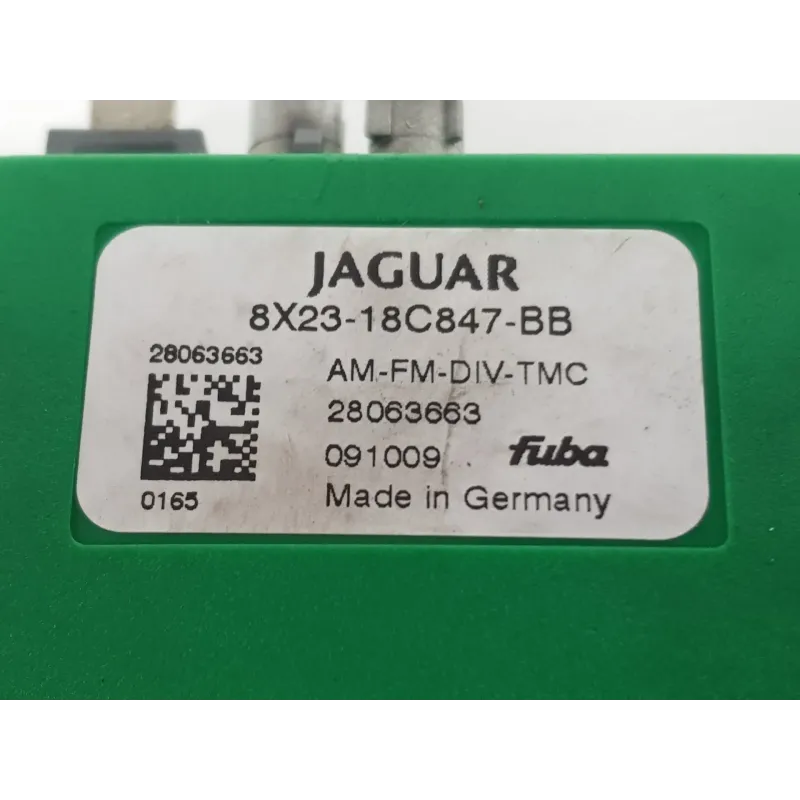 JAGUAR
8X23-18C847-BB
28063663
AM-FM-DIV-TMC
28063663
091009 fuba
0165
Made in Germany